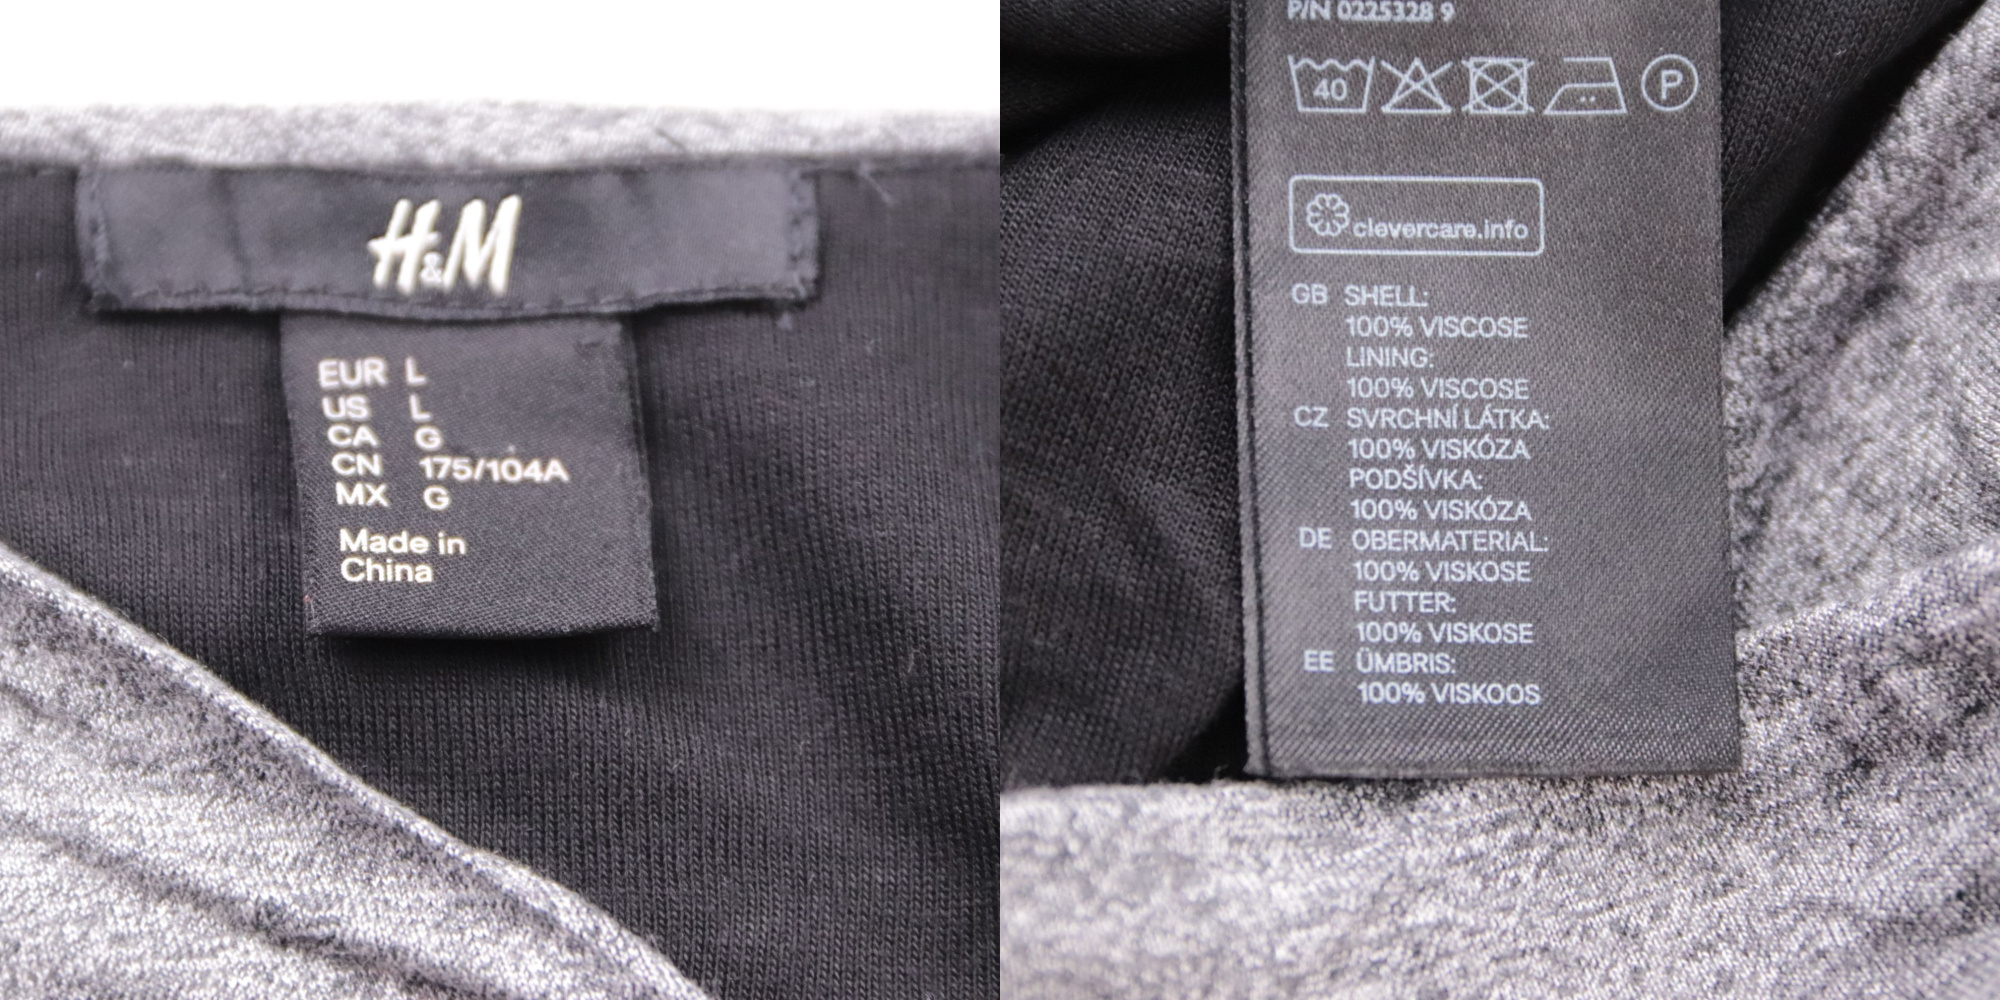 H&M
EUR L
US L
CA G
CN 175/104A
MX G
Made in
China
P/N 0225328 9
40
P
clevercare.info
GB SHELL:
100% VISCOSE
LINING:
100% VISCOSE
CZ SVRCHNÍ LÁTKA:
100% VISKÓZA
PODŠÍVKA:
100% VISKÓZA
DE OBERMATERIAL:
100% VISKOSE
FUTTER:
100% VISKOSE
EE ÜMBRIS:
100% VISKOOS